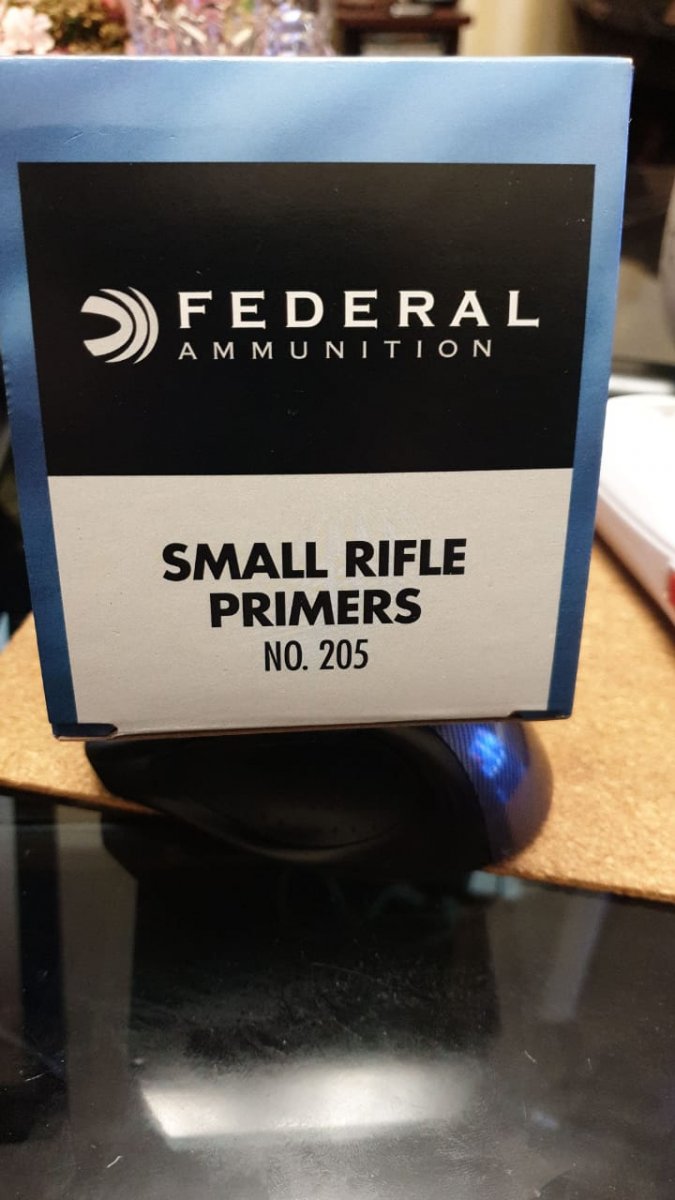 FEDERAL
AMMUNITION
SMALL RIFLE
PRIMERS
NO. 205